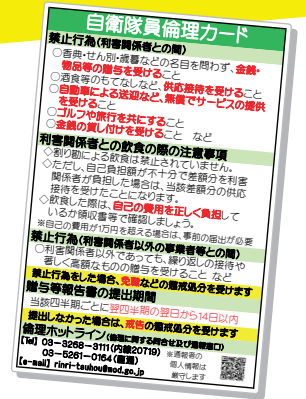 自衛隊員倫理カード
禁止行為(利害関係者との間)
○香典・せん別・歳暮などの名目を問わず、金銭・
物品等の贈与を受けること
○酒食等のもてなしなど、供応接待を受けること
○自動車による送迎など、無償でサービスの提供
を受けること
○ゴルフや旅行を共にすること
○金銭の貸し付けを受けること など
利害関係者との飲食の際の注意事項
◇割り勘による飲食は禁止されていません。
◇ただし、自己負担額が不十分で差額分を利害
関係者が負担した場合は、当該差額分の供応
接待を受けたことになります。
◇飲食した際は、自己の費用を正しく負担して
いるか領収書等で確認しましょう。
※自己の費用が1万円を超える場合は、事前の届出が必要
禁止行為(利害関係者以外の事業者等との間)
○利害関係者以外であっても、繰り返しの接待や
著しく高額なものの贈与を受けること など
禁止行為をした場合、免職などの懲戒処分を受けます
贈与等報告書の提出期間
当該四半期ごとに翌四半期の翌日から14日以内
提出しなかった場合は、戒告の懲戒処分を受けます
倫理ホットライン(倫理に関する問合せ及び通報窓口)
【Tel】03-3268-3111(内線20719)
03-5261-0164(直通)
【e-mail】rinri-tsuhou@mod.go.jp
※通報者の
個人情報は
厳守します